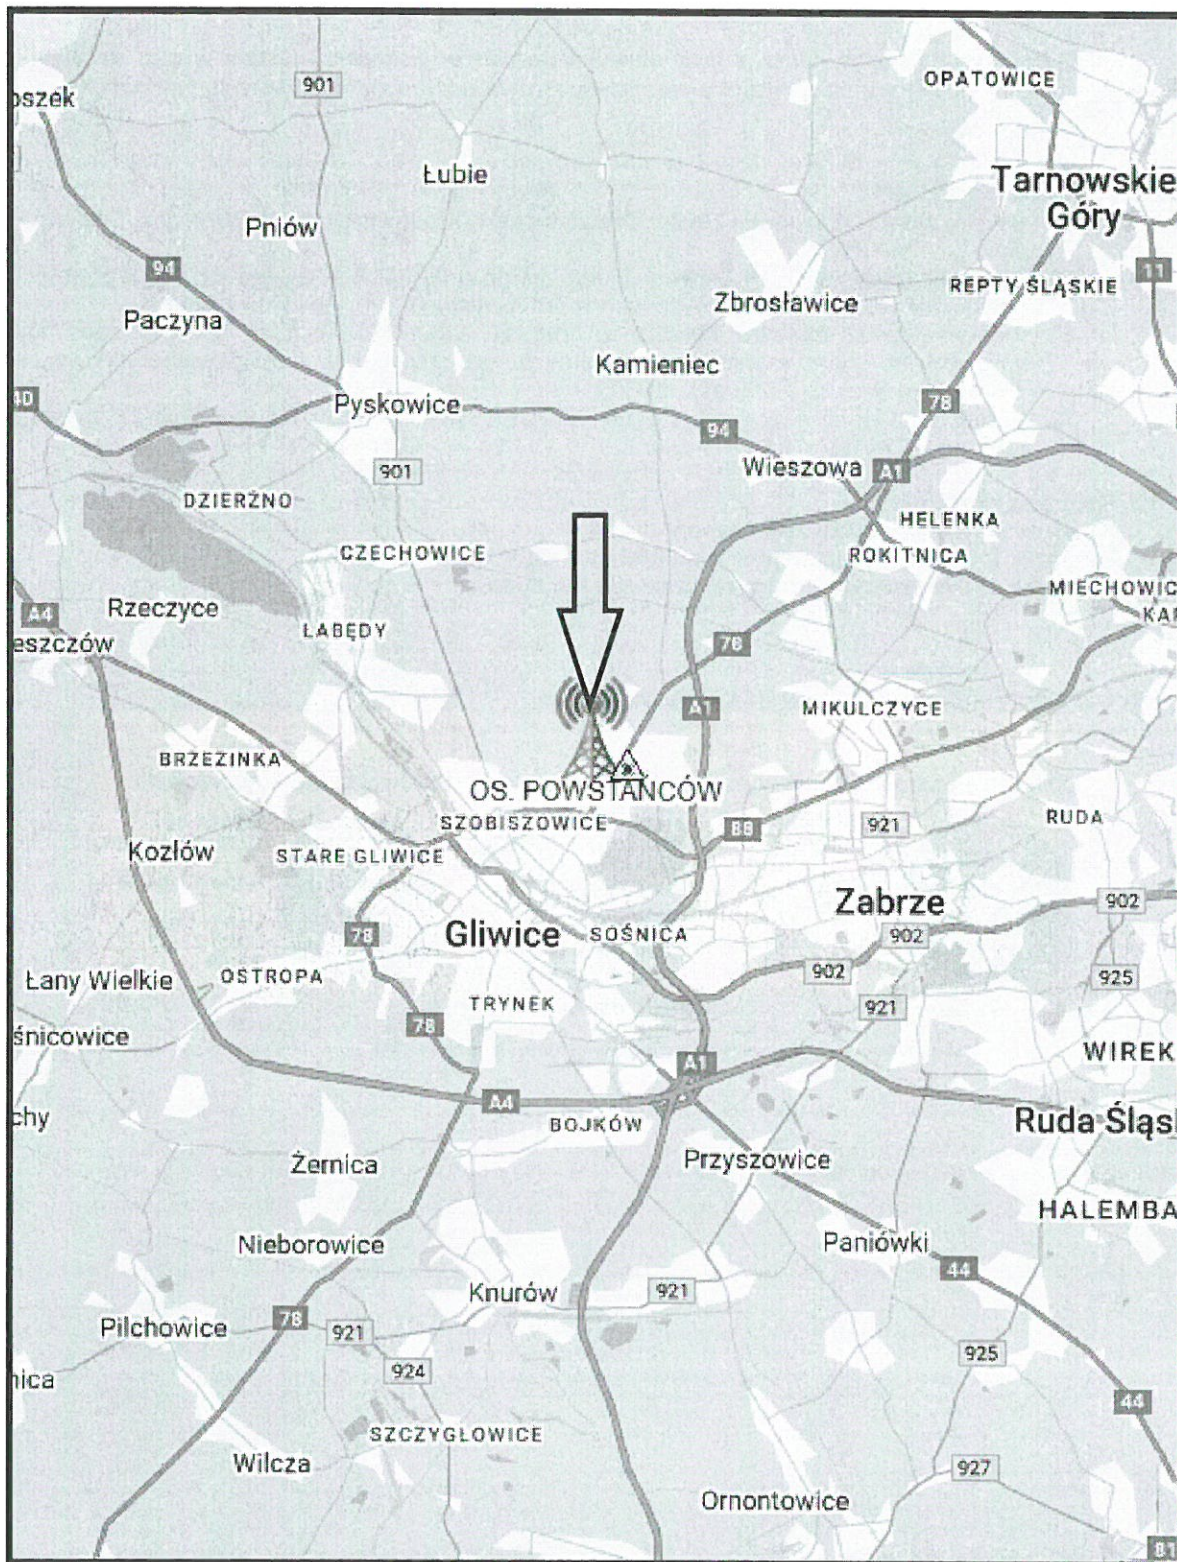 901
OPATOWICE
oszek
Łubie
Tarnowskie
Góry
Pniów
94
11
REPTY ŚLĄSKIE
Zbrosławice
Paczyna
Kamieniec
40
78
Pyskowice
94
Wieszowa
A1
901
DZIERŻNO
HELENKA
CZECHOWICE
ROKITNICA
MIECHOWIC
Rzeczyce
A4
KAR
ŁABĘDY
eszczów
78
A1
MIKULCZYCE
BRZEZINKA
OS. POWSTAŃCÓW
SZOBISZOWICE
88
921
RUDA
Kozłów
STARE GLIWICE
Zabrze
902
78
Gliwice
SOŚNICA
902
Łany Wielkie
OSTROPA
902
925
TRYNEK
921
śnicowice
78
WIREK
A1
A4
chy
BOJKÓW
Ruda Śląsk
Żernica
Przyszowice
HALEMBA
Nieborowice
Paniówki
44
Knurów
921
78
Pilchowice
921
925
924
nica
44
SZCZYGŁOWICE
Wilcza
927
Ornontowice
81